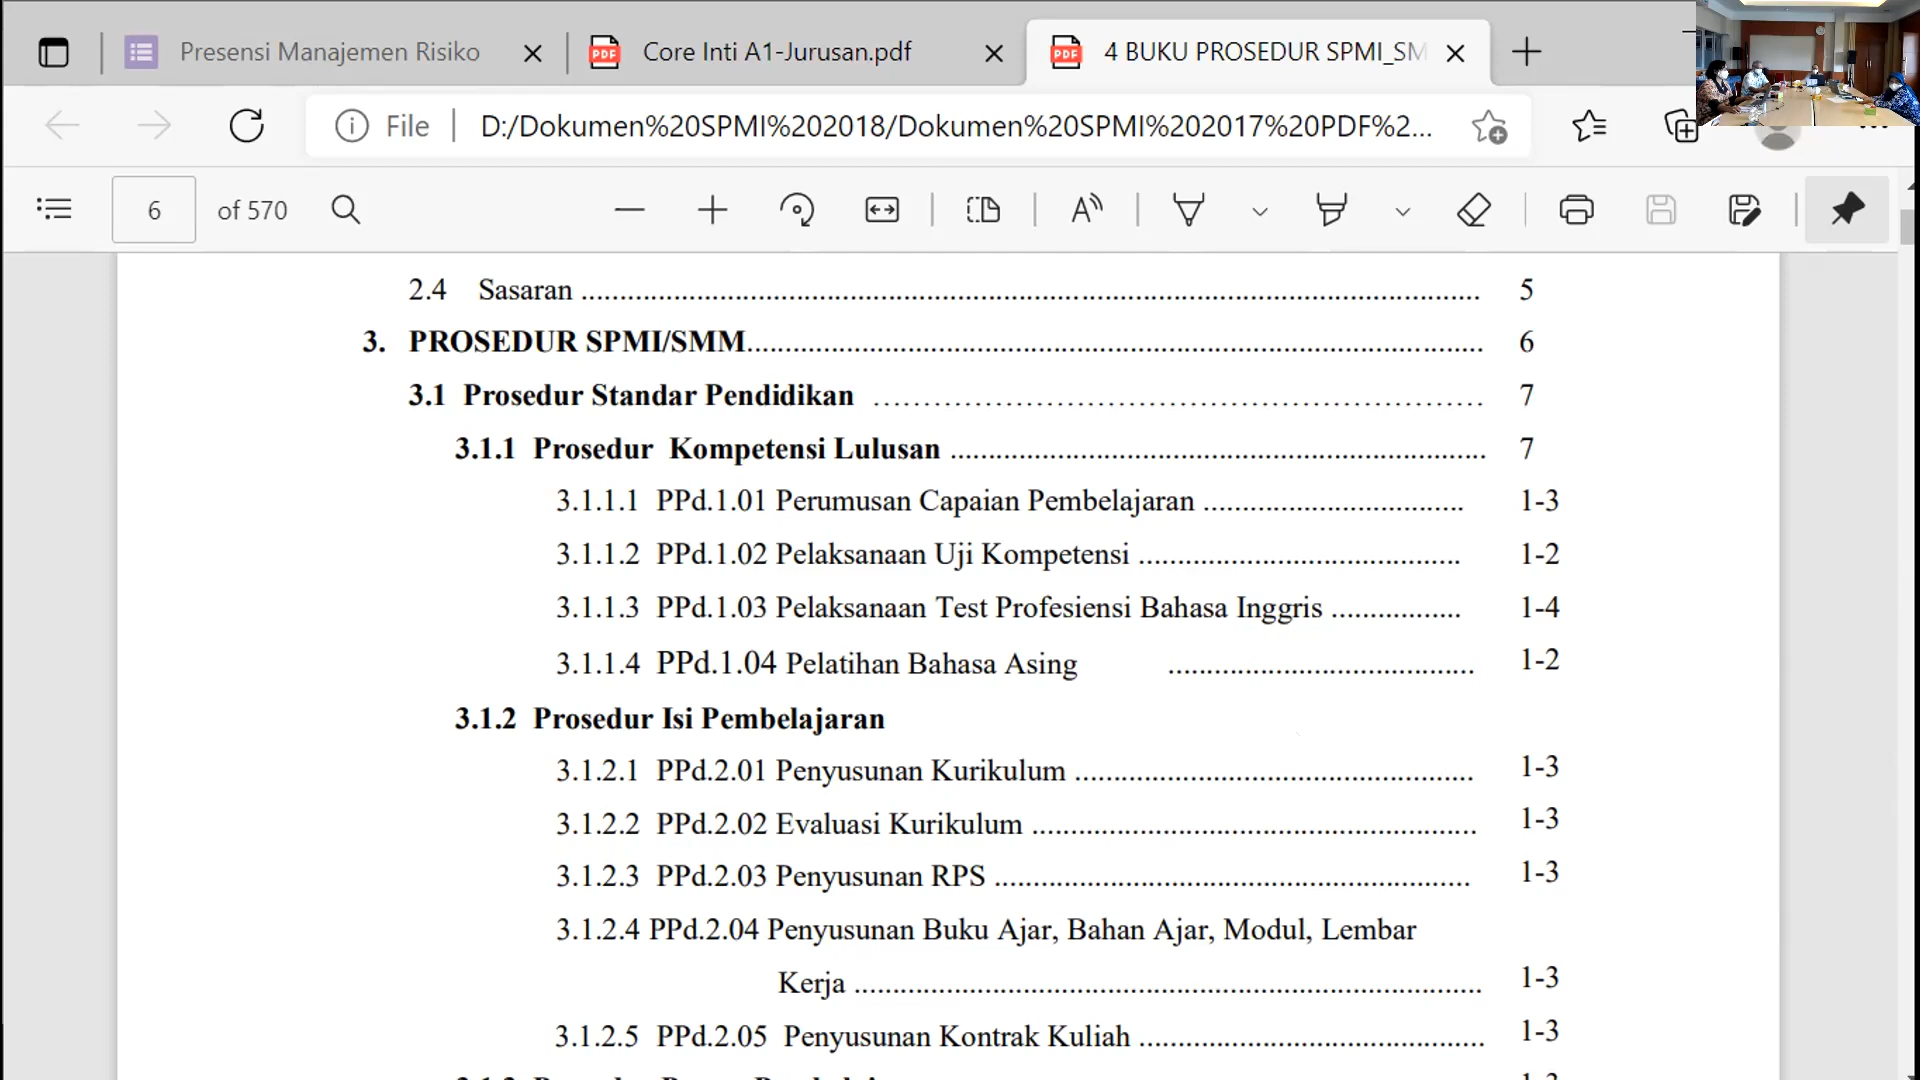 Presensi Manajemen Risiko
Core Inti A1-Jurusan.pdf
4 BUKU PROSEDUR SPMI_SM
File
D:/Dokumen%20SPMI%202018/Dokumen%20SPMI%202017%20PDF%2...
6 of 570
2.4 Sasaran ........................................ 5
3. PROSEDUR SPMI/SMM........................................ 6
3.1 Prosedur Standar Pendidikan ........................................ 7
3.1.1 Prosedur Kompetensi Lulusan ........................................ 7
3.1.1.1 PPd.1.01 Perumusan Capaian Pembelajaran .................................. 1-3
3.1.1.2 PPd.1.02 Pelaksanaan Uji Kompetensi .......................................... 1-2
3.1.1.3 PPd.1.03 Pelaksanaan Test Profesiensi Bahasa Inggris ................. 1-4
3.1.1.4 PPd.1.04 Pelatihan Bahasa Asing ........................................ 1-2
3.1.2 Prosedur Isi Pembelajaran
3.1.2.1 PPd.2.01 Penyusunan Kurikulum ........................................ 1-3
3.1.2.2 PPd.2.02 Evaluasi Kurikulum ........................................ 1-3
3.1.2.3 PPd.2.03 Penyusunan RPS ........................................ 1-3
3.1.2.4 PPd.2.04 Penyusunan Buku Ajar, Bahan Ajar, Modul, Lembar
Kerja ........................................ 1-3
3.1.2.5 PPd.2.05 Penyusunan Kontrak Kuliah ........................................ 1-3